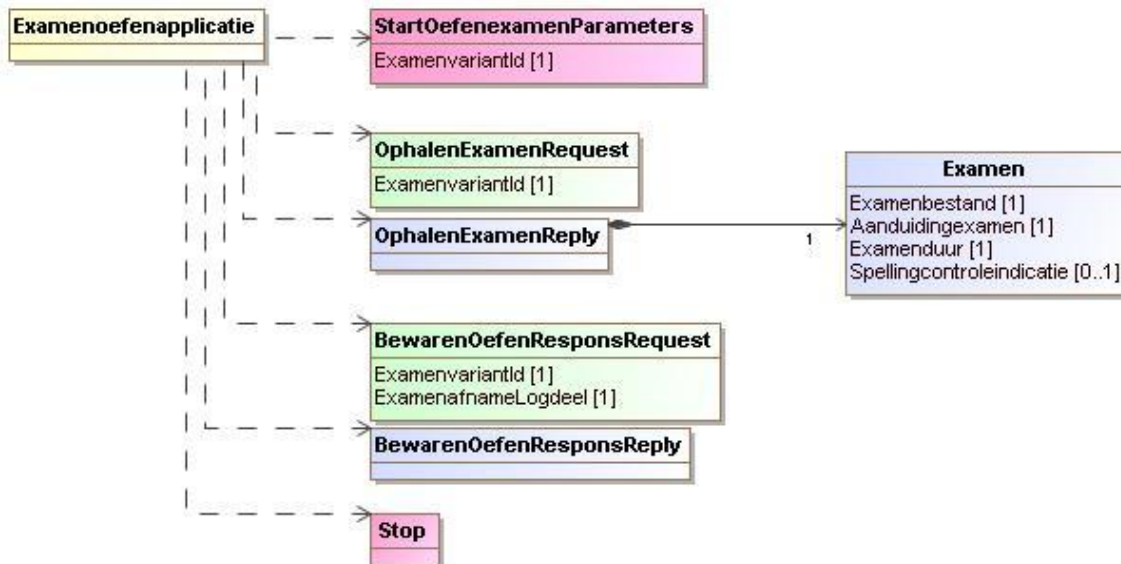 Examenoefenapplicatie
StartOefenexamenParameters
ExamenvariantId [1]
OphalenExamenRequest
ExamenvariantId [1]
OphalenExamenReply
1
Examen
Examenbestand [1]
Aanduidingexamen [1]
Examenduur [1]
Spellingcontroleindicatie [0..1]
BewarenOefenResponsRequest
ExamenvariantId [1]
ExamenafnameLogdeel [1]
BewarenOefenResponsReply
Stop